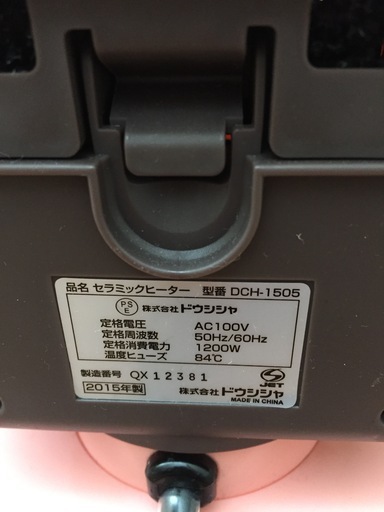 品名 セラミックヒーター 型番 DCH-1505
PS E 株式会社ドウシシャ
定格電圧 AC100V
定格周波数 50Hz/60Hz
定格消費電力 1200W
温度ヒューズ 84℃
製造番号 QX12381
JET
2015年製 株式会社ドウシシャ
MADE IN CHINA